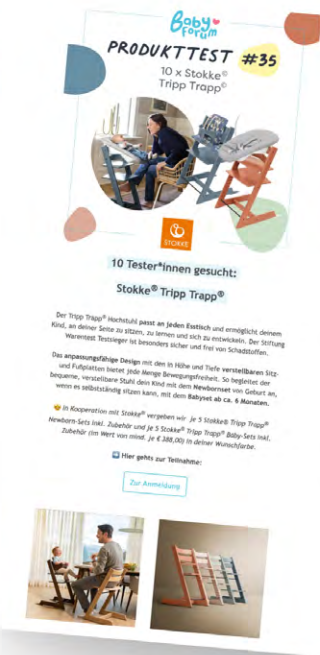 Baby
Forum
PRODUKTTEST #35
10 x Stokke®
Tripp Trapp®
STOKKE
10 Tester*innen gesucht:
Stokke® Tripp Trapp®
Der Tripp Trapp® Hochstuhl passt an jeden Esstisch und ermöglicht deinem
Kind, an deiner Seite zu sitzen, zu lernen und sich zu entwickeln. Der Stiftung
Warentest Testsieger ist besonders sicher und frei von Schadstoffen.
Das anpassungsfähige Design mit den in Höhe und Tiefe verstellbaren Sitz-
und Fußplatten bietet jede Menge Bewegungsfreiheit. So begleitet der
bequeme, verstellbare Stuhl dein Kind mit dem Newbornset von Geburt an,
wenn es selbstständig sitzen kann, mit dem Babyset ab ca. 6 Monaten.
In Kooperation mit Stokke® vergeben wir je 5 Stokke® Tripp Trapp®
Newborn-Sets inkl. Zubehör und je 5 Stokke® Tripp Trapp® Baby-Sets inkl.
Zubehör (im Wert von mind. je € 388,00) in deiner Wunschfarbe.
Hier gehts zur Teilnahme:
Zur Anmeldung